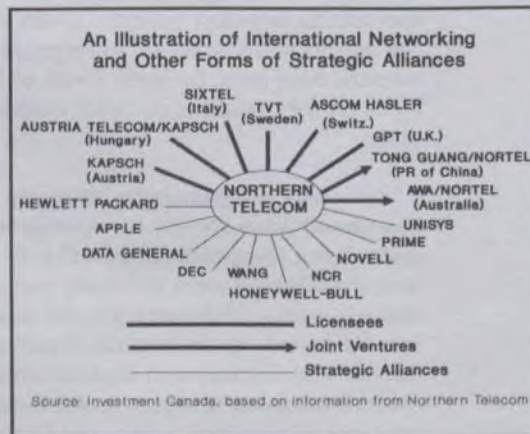 An Illustration of International Networking
and Other Forms of Strategic Alliances
SIXTEL
(Italy)
TVT
(Sweden)
ASCOM HASLER
(Switz.)
AUSTRIA TELECOM/KAPSCH
(Hungary)
GPT (U.K.)
KAPSCH
(Austria)
TONG GUANG/NORTEL
(PR of China)
NORTHERN
TELECOM
AWA/NORTEL
(Australia)
HEWLETT PACKARD
UNISYS
APPLE
PRIME
DATA GENERAL
NOVELL
DEC
WANG
NCR
HONEYWELL-BULL
Licensees
Joint Ventures
Strategic Alliances
Source: Investment Canada, based on information from Northern Telecom